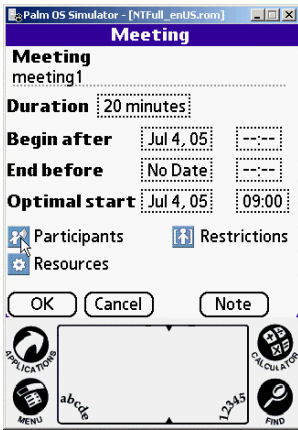 Palm OS Simulator - [NTFull_enUS.rom]
Meeting
Meeting
meeting1
Duration 20 minutes
Begin after Jul 4, 05 --:--
End before No Date --:--
Optimal start Jul 4, 05 09:00
Participants Restrictions
Resources
OK Cancel Note
APPLICATIONS CALCULATOR
MENU abcde 12345 FIND